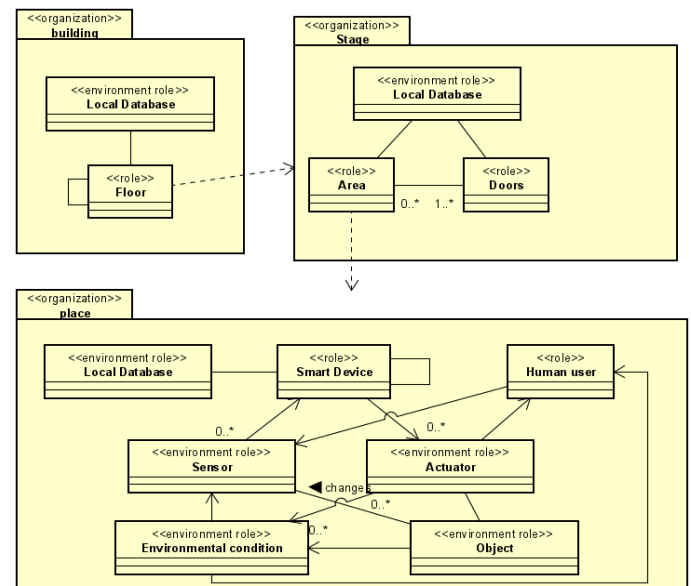 <<organization>>
building
<<environment role>>
Local Database
<<role>>
Floor
<<organization>>
Stage
<<environment role>>
Local Database
<<role>>
Area
<<role>>
Doors
0..*
1..*
<<organization>>
place
<<environment role>>
Local Database
<<role>>
Smart Device
<<role>>
Human user
0..*
0..*
<<environment role>>
Sensor
<<environment role>>
Actuator
changes
0..*
0..*
<<environment role>>
Environmental condition
<<environment role>>
Object